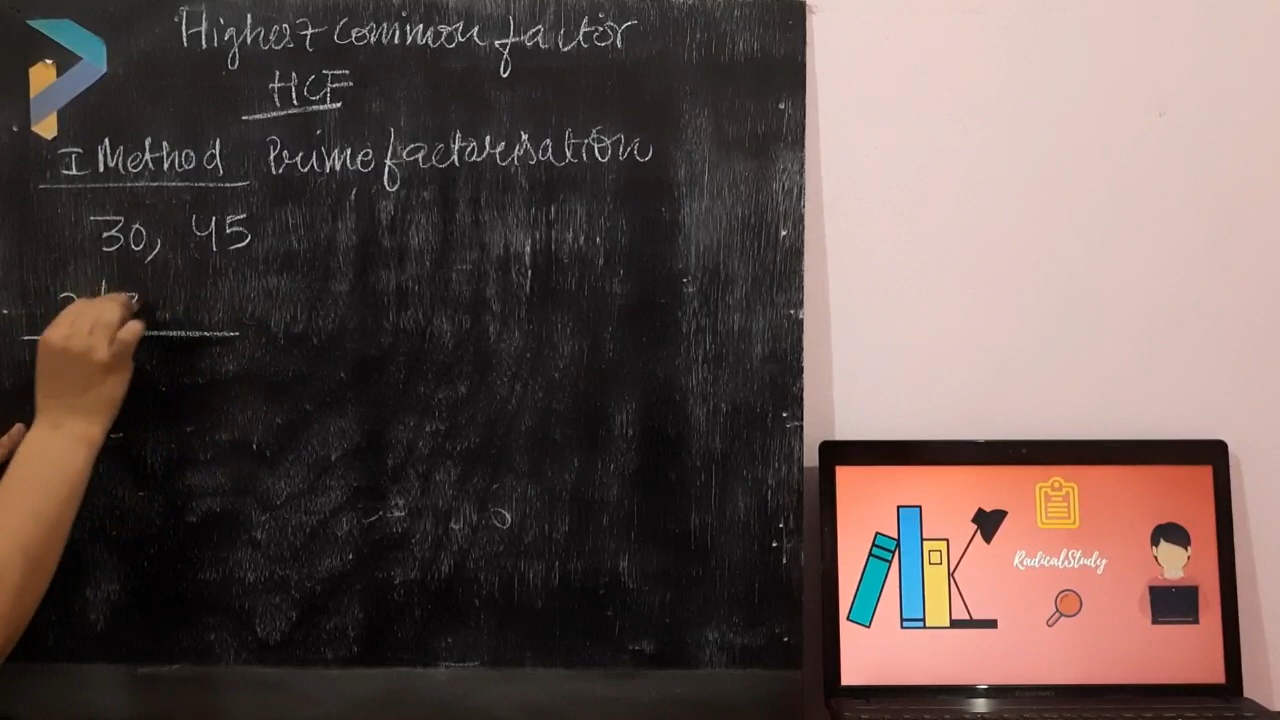 Highest common factor
HCF
I Method Prime factorisation
30, 45
RadicalStudy